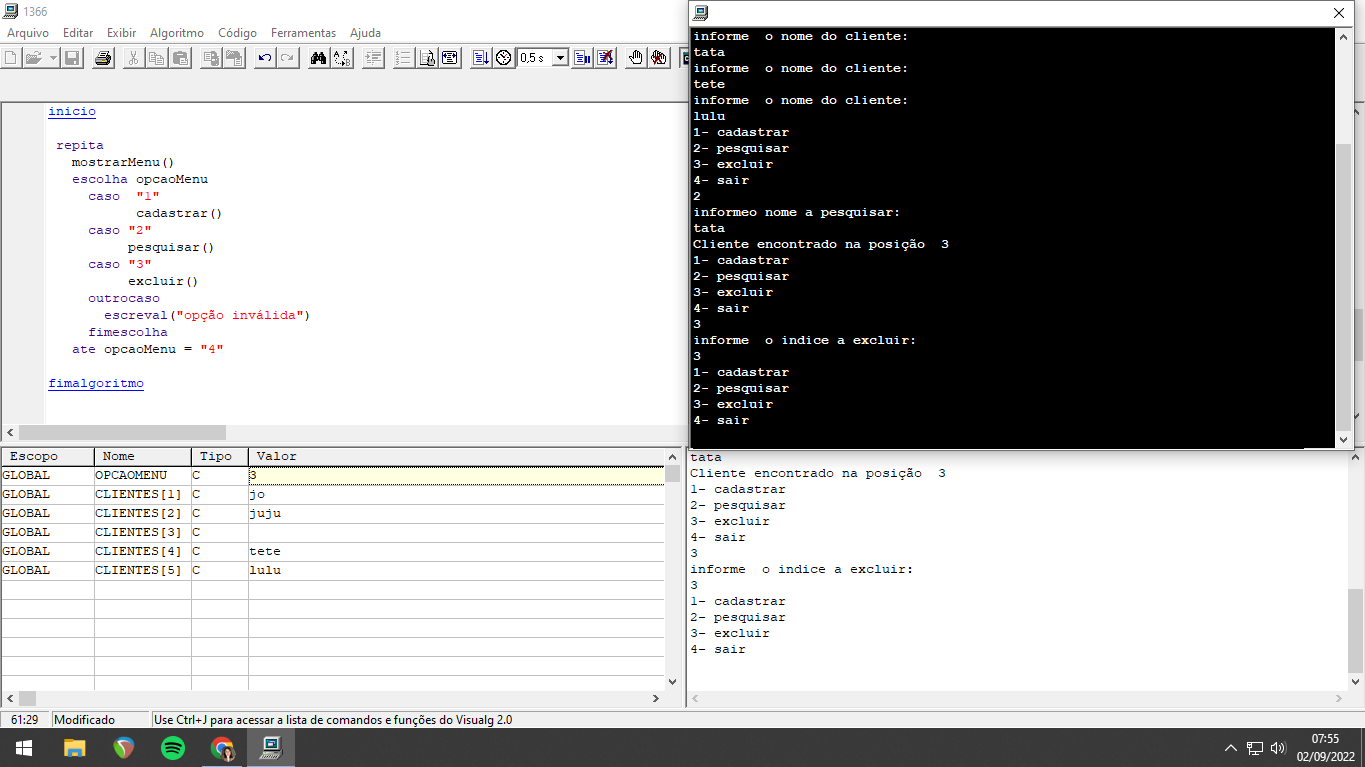 1366
Arquivo Editar Exibir Algoritmo Código Ferramentas Ajuda
0,5 s
inicio
repita
mostrarMenu()
escolha opcaoMenu
caso "1"
cadastrar()
caso "2"
pesquisar()
caso "3"
excluir()
outrocaso
escreval("opção inválida")
fimescolha
ate opcaoMenu = "4"
fimalgoritmo
informe  o nome do cliente:
tata
informe  o nome do cliente:
tete
informe  o nome do cliente:
lulu
1- cadastrar
2- pesquisar
3- excluir
4- sair
2
informeo nome a pesquisar:
tata
Cliente encontrado na posição  3
1- cadastrar
2- pesquisar
3- excluir
4- sair
3
informe  o indice a excluir:
3
1- cadastrar
2- pesquisar
3- excluir
4- sair
Escopo Nome Tipo Valor
GLOBAL OPCAOMENU C 3
GLOBAL CLIENTES[1] C jo
GLOBAL CLIENTES[2] C juju
GLOBAL CLIENTES[3] C
GLOBAL CLIENTES[4] C tete
GLOBAL CLIENTES[5] C lulu
tata
Cliente encontrado na posição  3
1- cadastrar
2- pesquisar
3- excluir
4- sair
3
informe  o indice a excluir:
3
1- cadastrar
2- pesquisar
3- excluir
4- sair
61:29 Modificado Use Ctrl+J para acessar a lista de comandos e funções do Visualg 2.0
07:55
02/09/2022